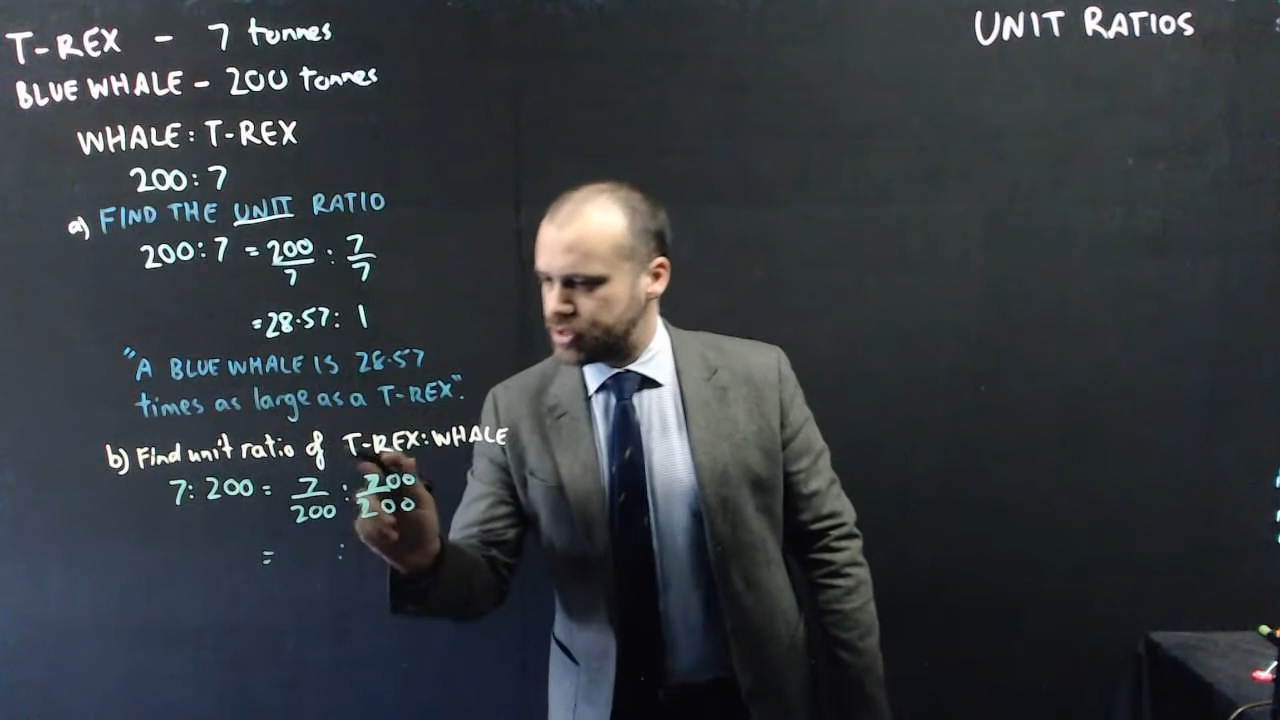 UNIT RATIOS
T-REX - 7 tonnes
BLUE WHALE - 200 tonnes
WHALE: T-REX
200:7
a) FIND THE UNIT RATIO
200:7 = 200/7 : 7/7
=28.57: 1
"A BLUE WHALE IS 28.57
times as large as a T-REX".
b) Find unit ratio of T-REX:WHALE
7: 200 = 7/200 : 200/200
= :